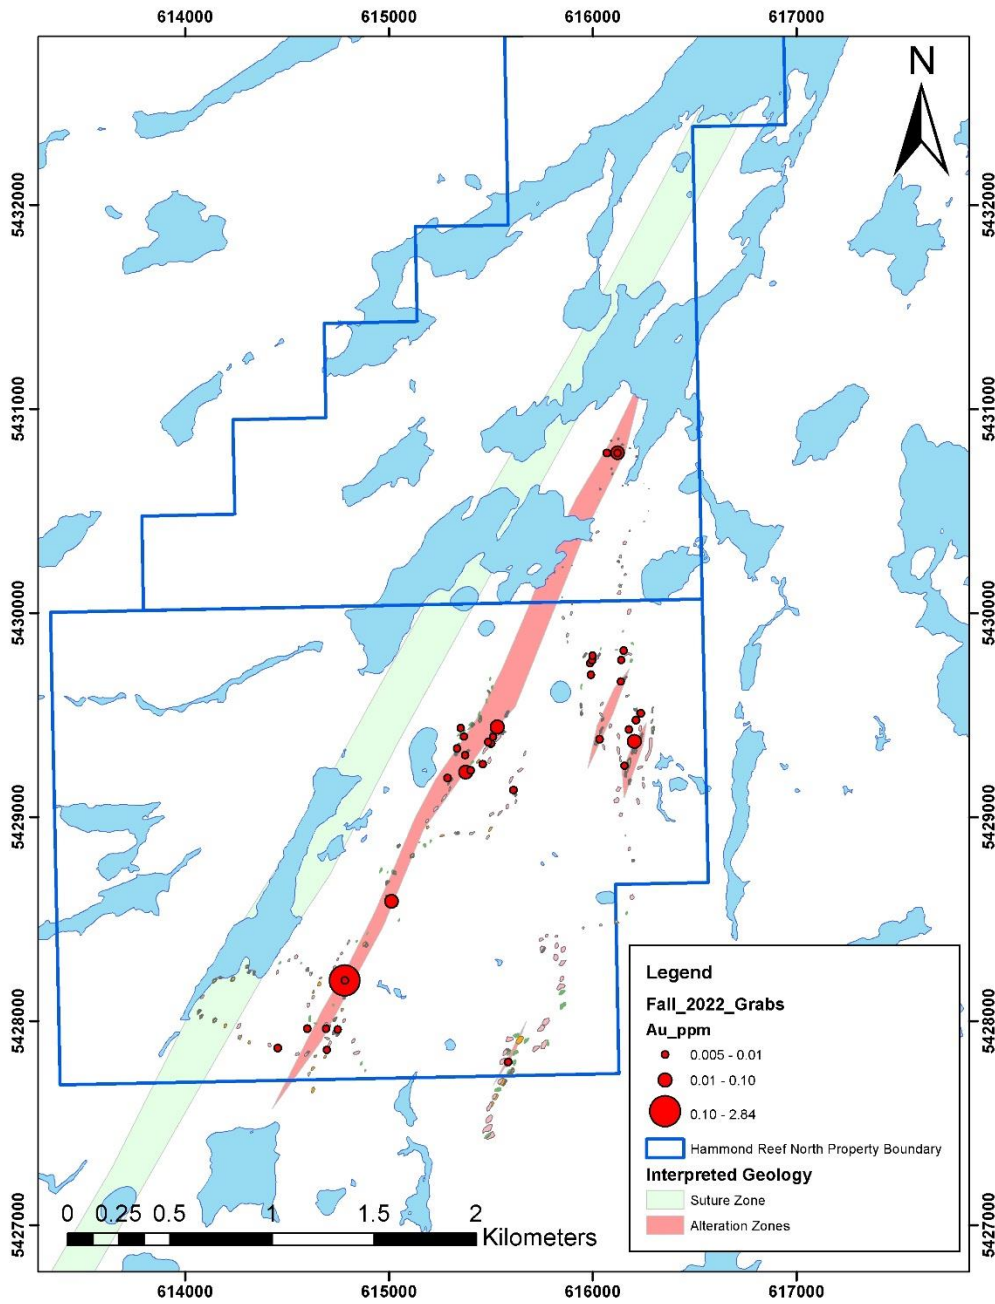 614000 615000 616000 617000
N
5432000 5432000
5431000 5431000
5430000 5430000
5429000 5429000
5428000 5428000
5427000 5427000
Legend
Fall_2022_Grabs
Au_ppm
0.005 - 0.01
0.01 - 0.10
0.10 - 2.84
Hammond Reef North Property Boundary
Interpreted Geology
Suture Zone
Alteration Zones
0 0.25 0.5 1 1.5 2
Kilometers
614000 615000 616000 617000